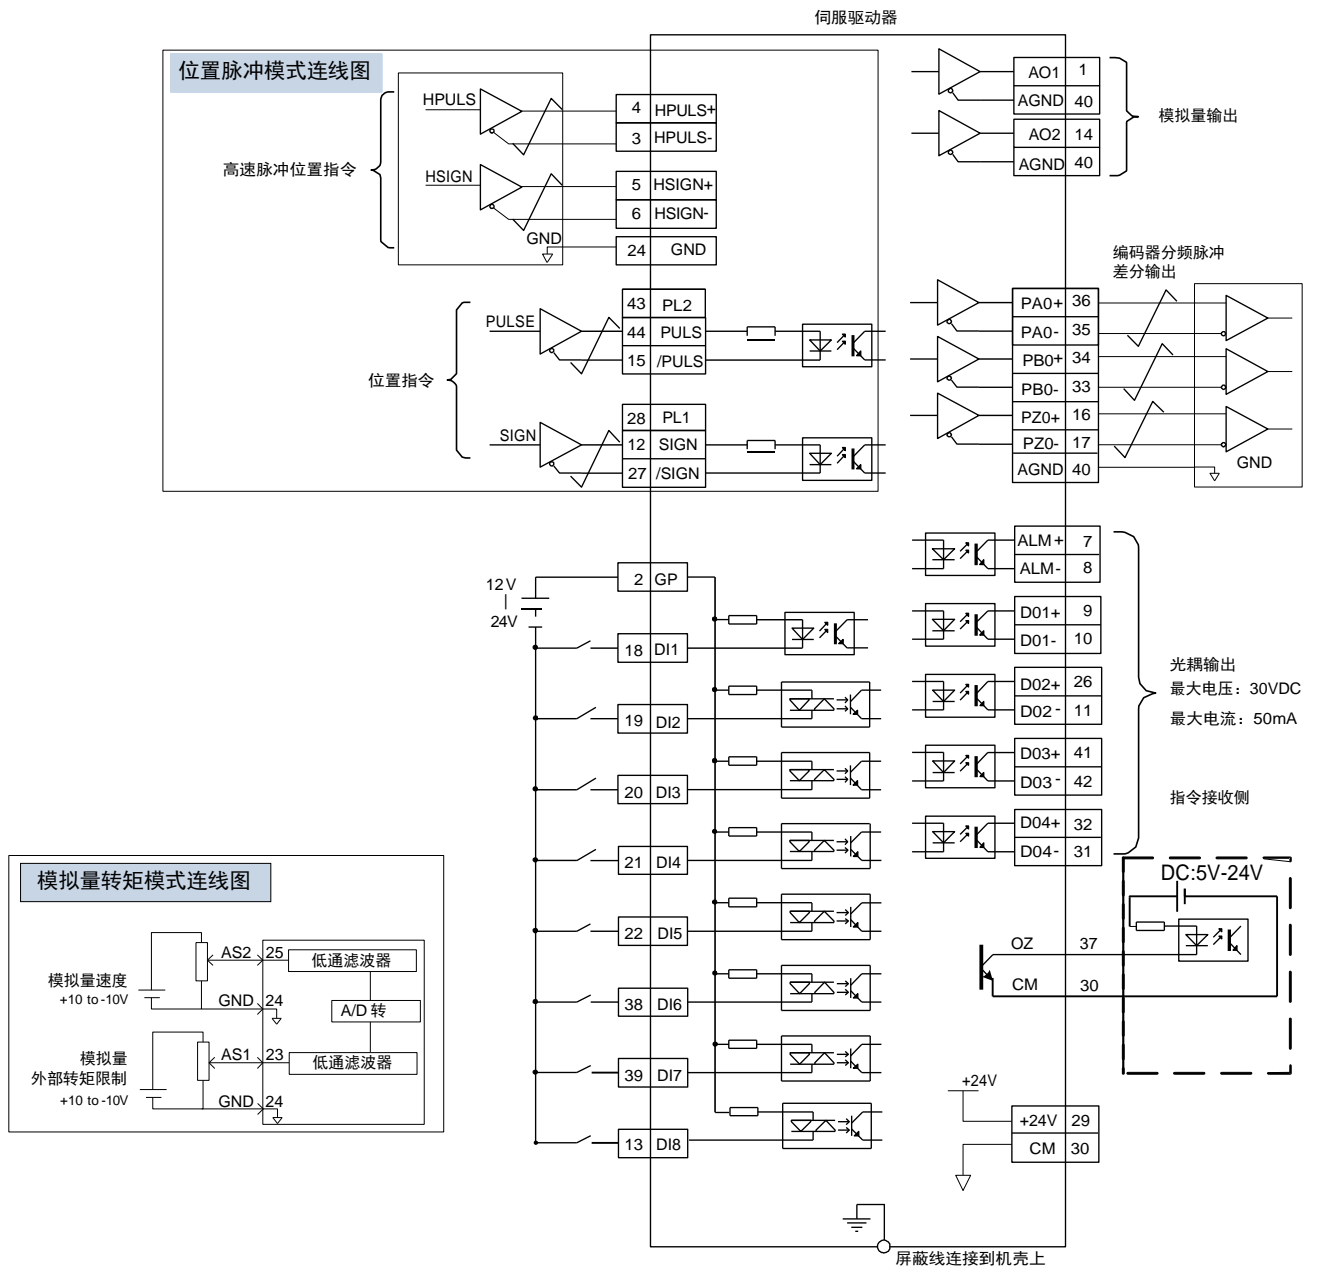 伺服驱动器
位置脉冲模式连线图
高速脉冲位置指令
HPULS
HSIGN
GND
4 HPULS+
3 HPULS-
5 HSIGN+
6 HSIGN-
24 GND
位置指令
PULSE
SIGN
43 PL2
44 PULS
15 /PULS
28 PL1
12 SIGN
27 /SIGN
AO1 1
AGND 40
AO2 14
AGND 40
模拟量输出
编码器分频脉冲
差分输出
PA0+ 36
PA0- 35
PB0+ 34
PB0- 33
PZ0+ 16
PZ0- 17
AGND 40
GND
12V
|
24V
2 GP
18 DI1
19 DI2
20 DI3
21 DI4
22 DI5
38 DI6
39 DI7
13 DI8
ALM+ 7
ALM- 8
D01+ 9
D01- 10
D02+ 26
D02- 11
D03+ 41
D03- 42
D04+ 32
D04- 31
光耦输出
最大电压：30VDC
最大电流：50mA
指令接收侧
DC:5V-24V
OZ 37
CM 30
+24V
+24V 29
CM 30
模拟量转矩模式连线图
模拟量速度
+10 to -10V
AS2 25
GND 24
低通滤波器
A/D 转
模拟量
外部转矩限制
+10 to -10V
AS1 23
GND 24
低通滤波器
屏蔽线连接到机壳上